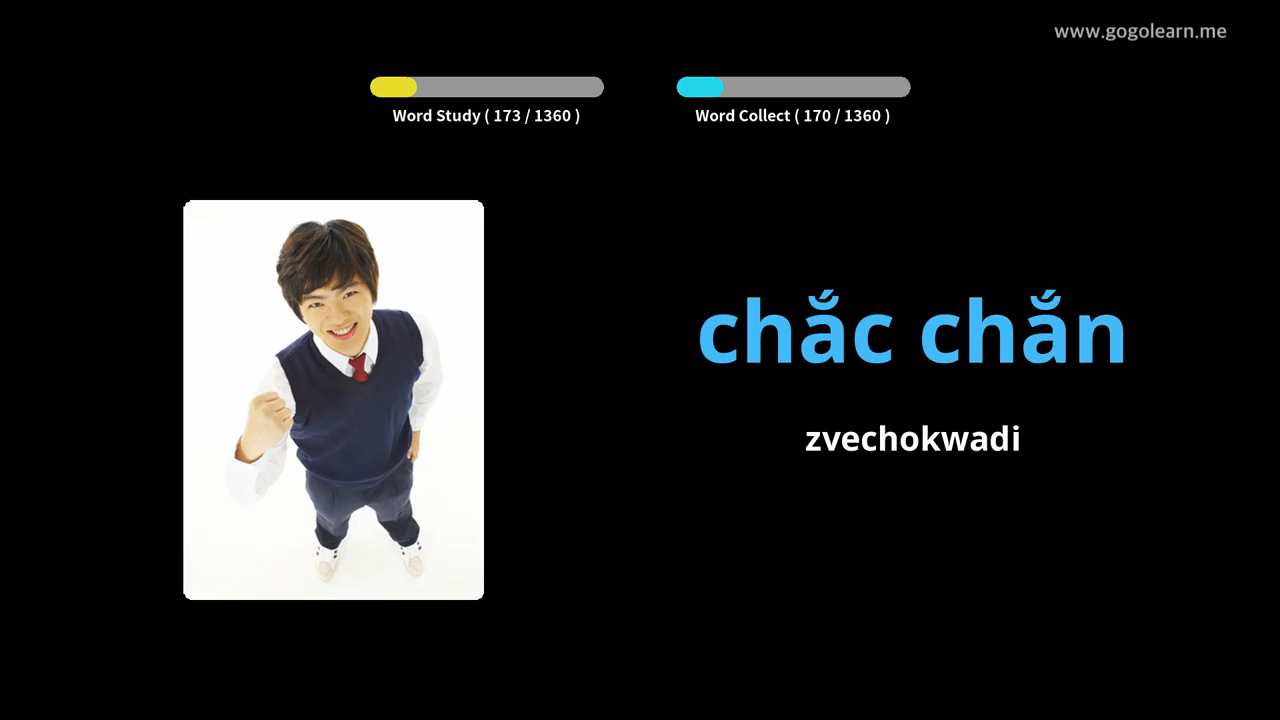 www.gogolearn.me
Word Study ( 173 / 1360 )
Word Collect ( 170 / 1360 )
chắc chắn
zvechokwadi